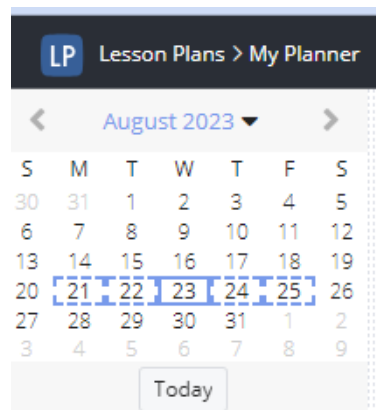 LP Lesson Plans > My Planner
< August 2023 >
S M T W T F S
30 31 1 2 3 4 5
6 7 8 9 10 11 12
13 14 15 16 17 18 19
20 21 22 23 24 25 26
27 28 29 30 31 1 2
3 4 5 6 7 8 9
Today